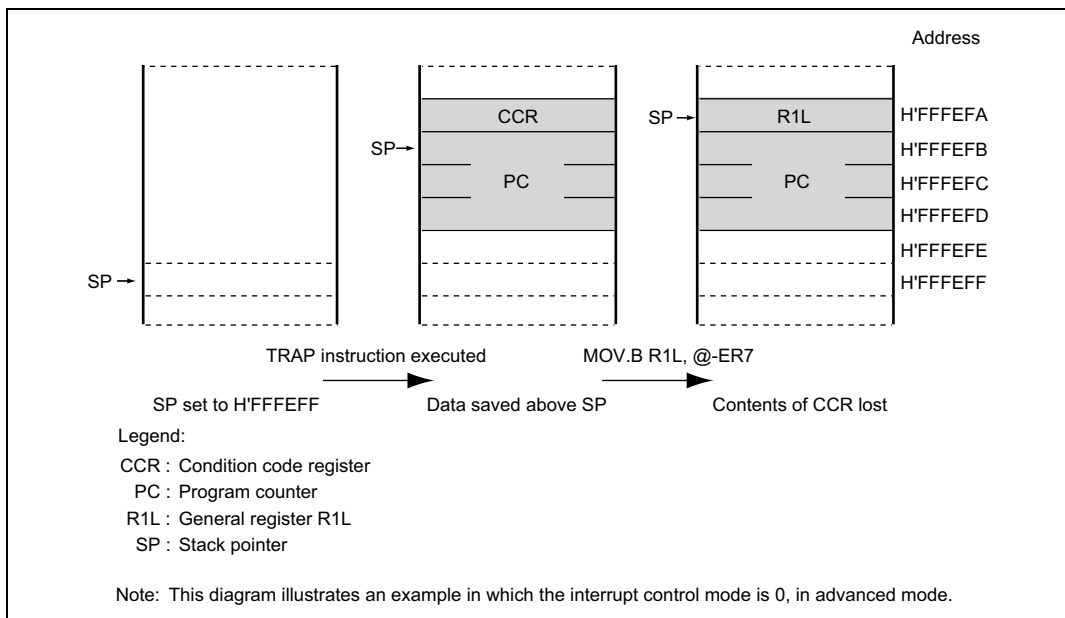 Address
CCR
SP
R1L
H'FFFEFA
SP
H'FFFEFB
PC
PC
H'FFFEFC
H'FFFEFD
H'FFFEFE
SP
H'FFFEFF
TRAP instruction executed
MOV.B R1L, @-ER7
SP set to H'FFFEFF
Data saved above SP
Contents of CCR lost
Legend:
CCR : Condition code register
PC : Program counter
R1L : General register R1L
SP : Stack pointer
Note: This diagram illustrates an example in which the interrupt control mode is 0, in advanced mode.